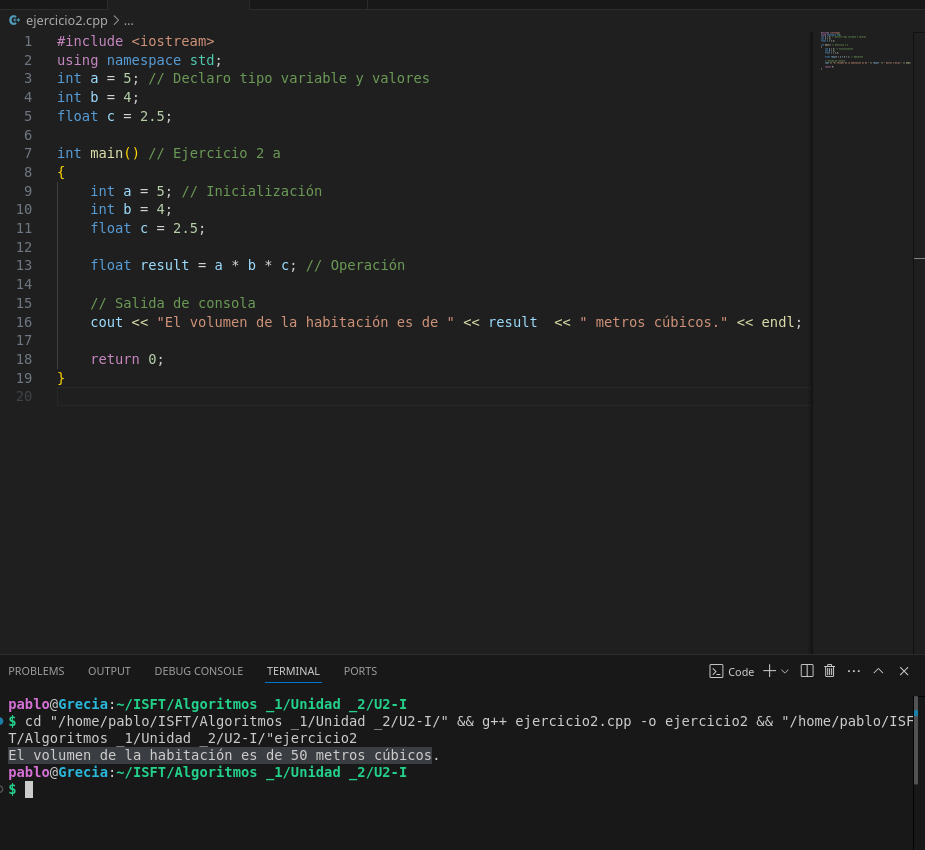 ejercicio2.cpp > ...
1 #include <iostream>
2 using namespace std;
3 int a = 5; // Declaro tipo variable y valores
4 int b = 4;
5 float c = 2.5;
6
7 int main() // Ejercicio 2 a
8 {
9     int a = 5; // Inicialización
10     int b = 4;
11     float c = 2.5;
12
13     float result = a * b * c; // Operación
14
15     // Salida de consola
16     cout << "El volumen de la habitación es de " << result  << " metros cúbicos." << endl;
17
18     return 0;
19 }
20
PROBLEMS OUTPUT DEBUG CONSOLE TERMINAL PORTS Code
pablo@Grecia:~/ISFT/Algoritmos _1/Unidad _2/U2-I
$ cd "/home/pablo/ISFT/Algoritmos _1/Unidad _2/U2-I/" && g++ ejercicio2.cpp -o ejercicio2 && "/home/pablo/ISF
T/Algoritmos _1/Unidad _2/U2-I/"ejercicio2
El volumen de la habitación es de 50 metros cúbicos.
pablo@Grecia:~/ISFT/Algoritmos _1/Unidad _2/U2-I
$